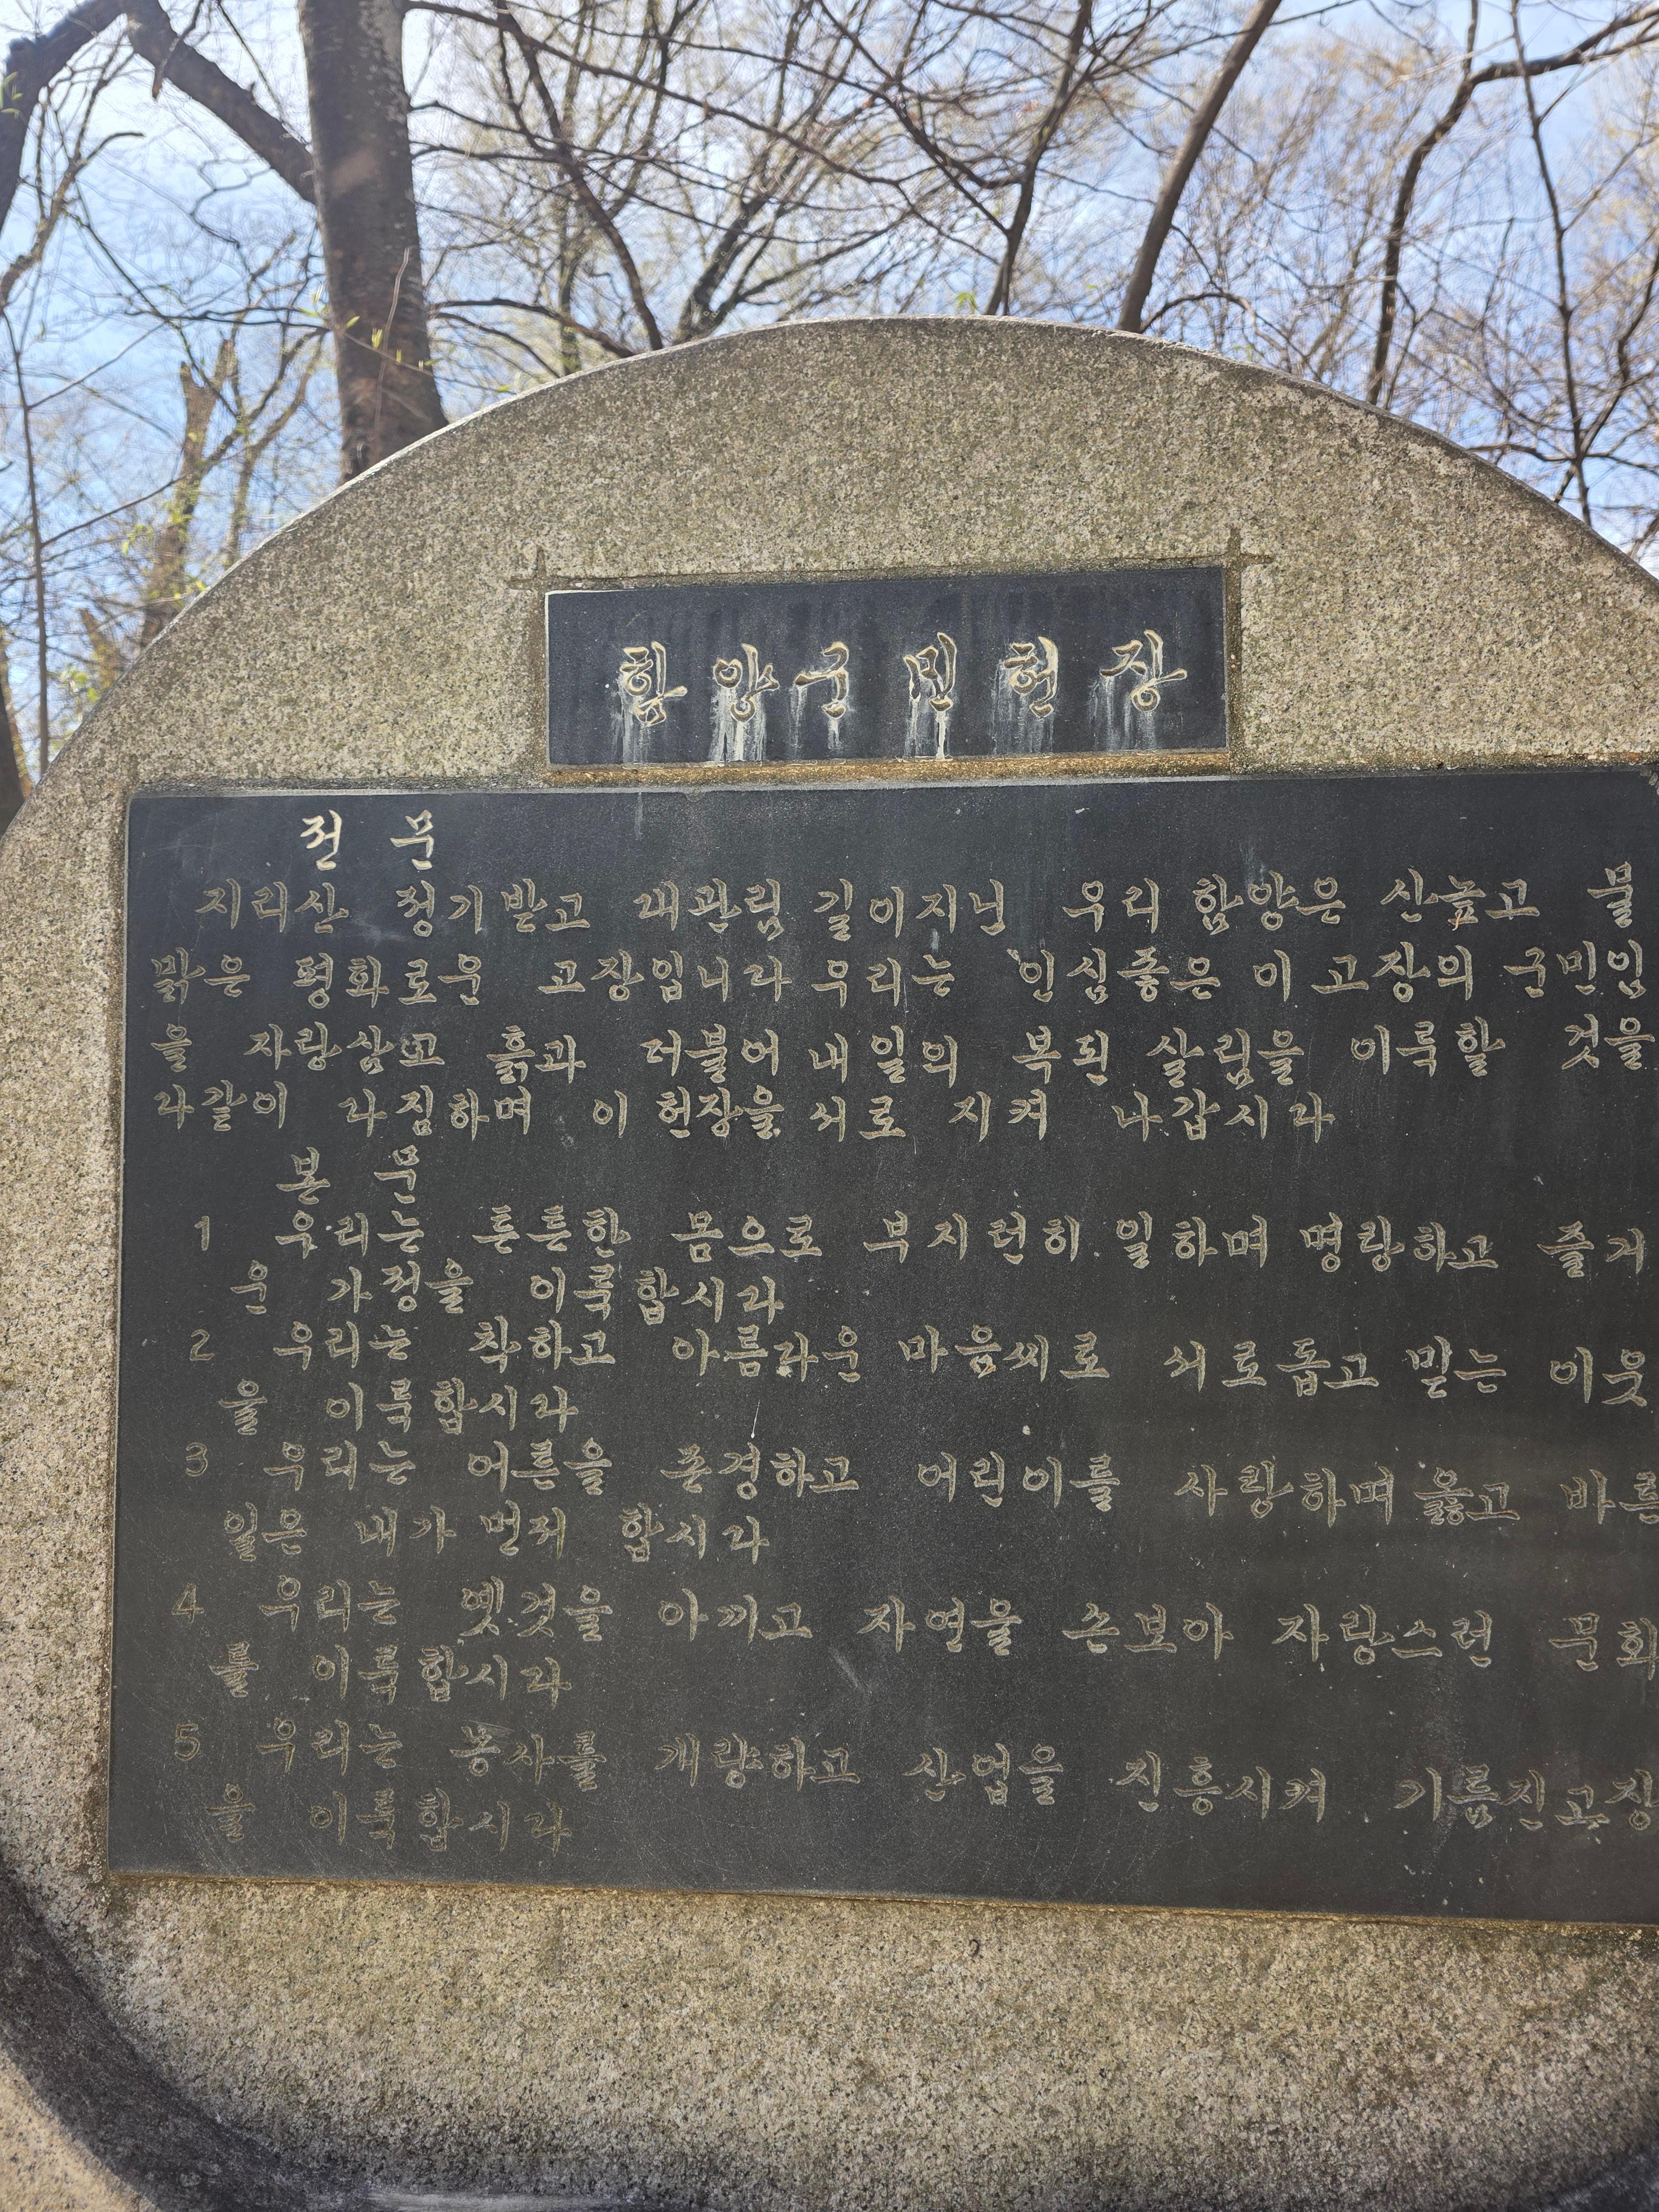 함양군민헌장
전 문
지리산 정기받고 대관림 길이지닌 우리 함양은 산높고 물
맑은 평화로운 고장입니다 우리는 인심좋은 이 고장의 군민임
을 자랑삼고 흙과 더불어 내일의 복된 살림을 이룩할 것을
다같이 다짐하며 이 헌장을 서로 지켜 나갑시다
본 문
1 우리는 튼튼한 몸으로 부지런히 일하며 명랑하고 즐거
운 가정을 이룩합시다
2 우리는 착하고 아름다운 마음씨로 서로돕고 믿는 이웃
을 이룩합시다
3 우리는 어른을 존경하고 어린이를 사랑하며 옳고 바른
일은 내가 먼저 합시다
4 우리는 옛것을 아끼고 자연을 손보아 자랑스런 문화
를 이룩합시다
5 우리는 농사를 개량하고 산업을 진흥시켜 기름진고장
을 이룩합시다